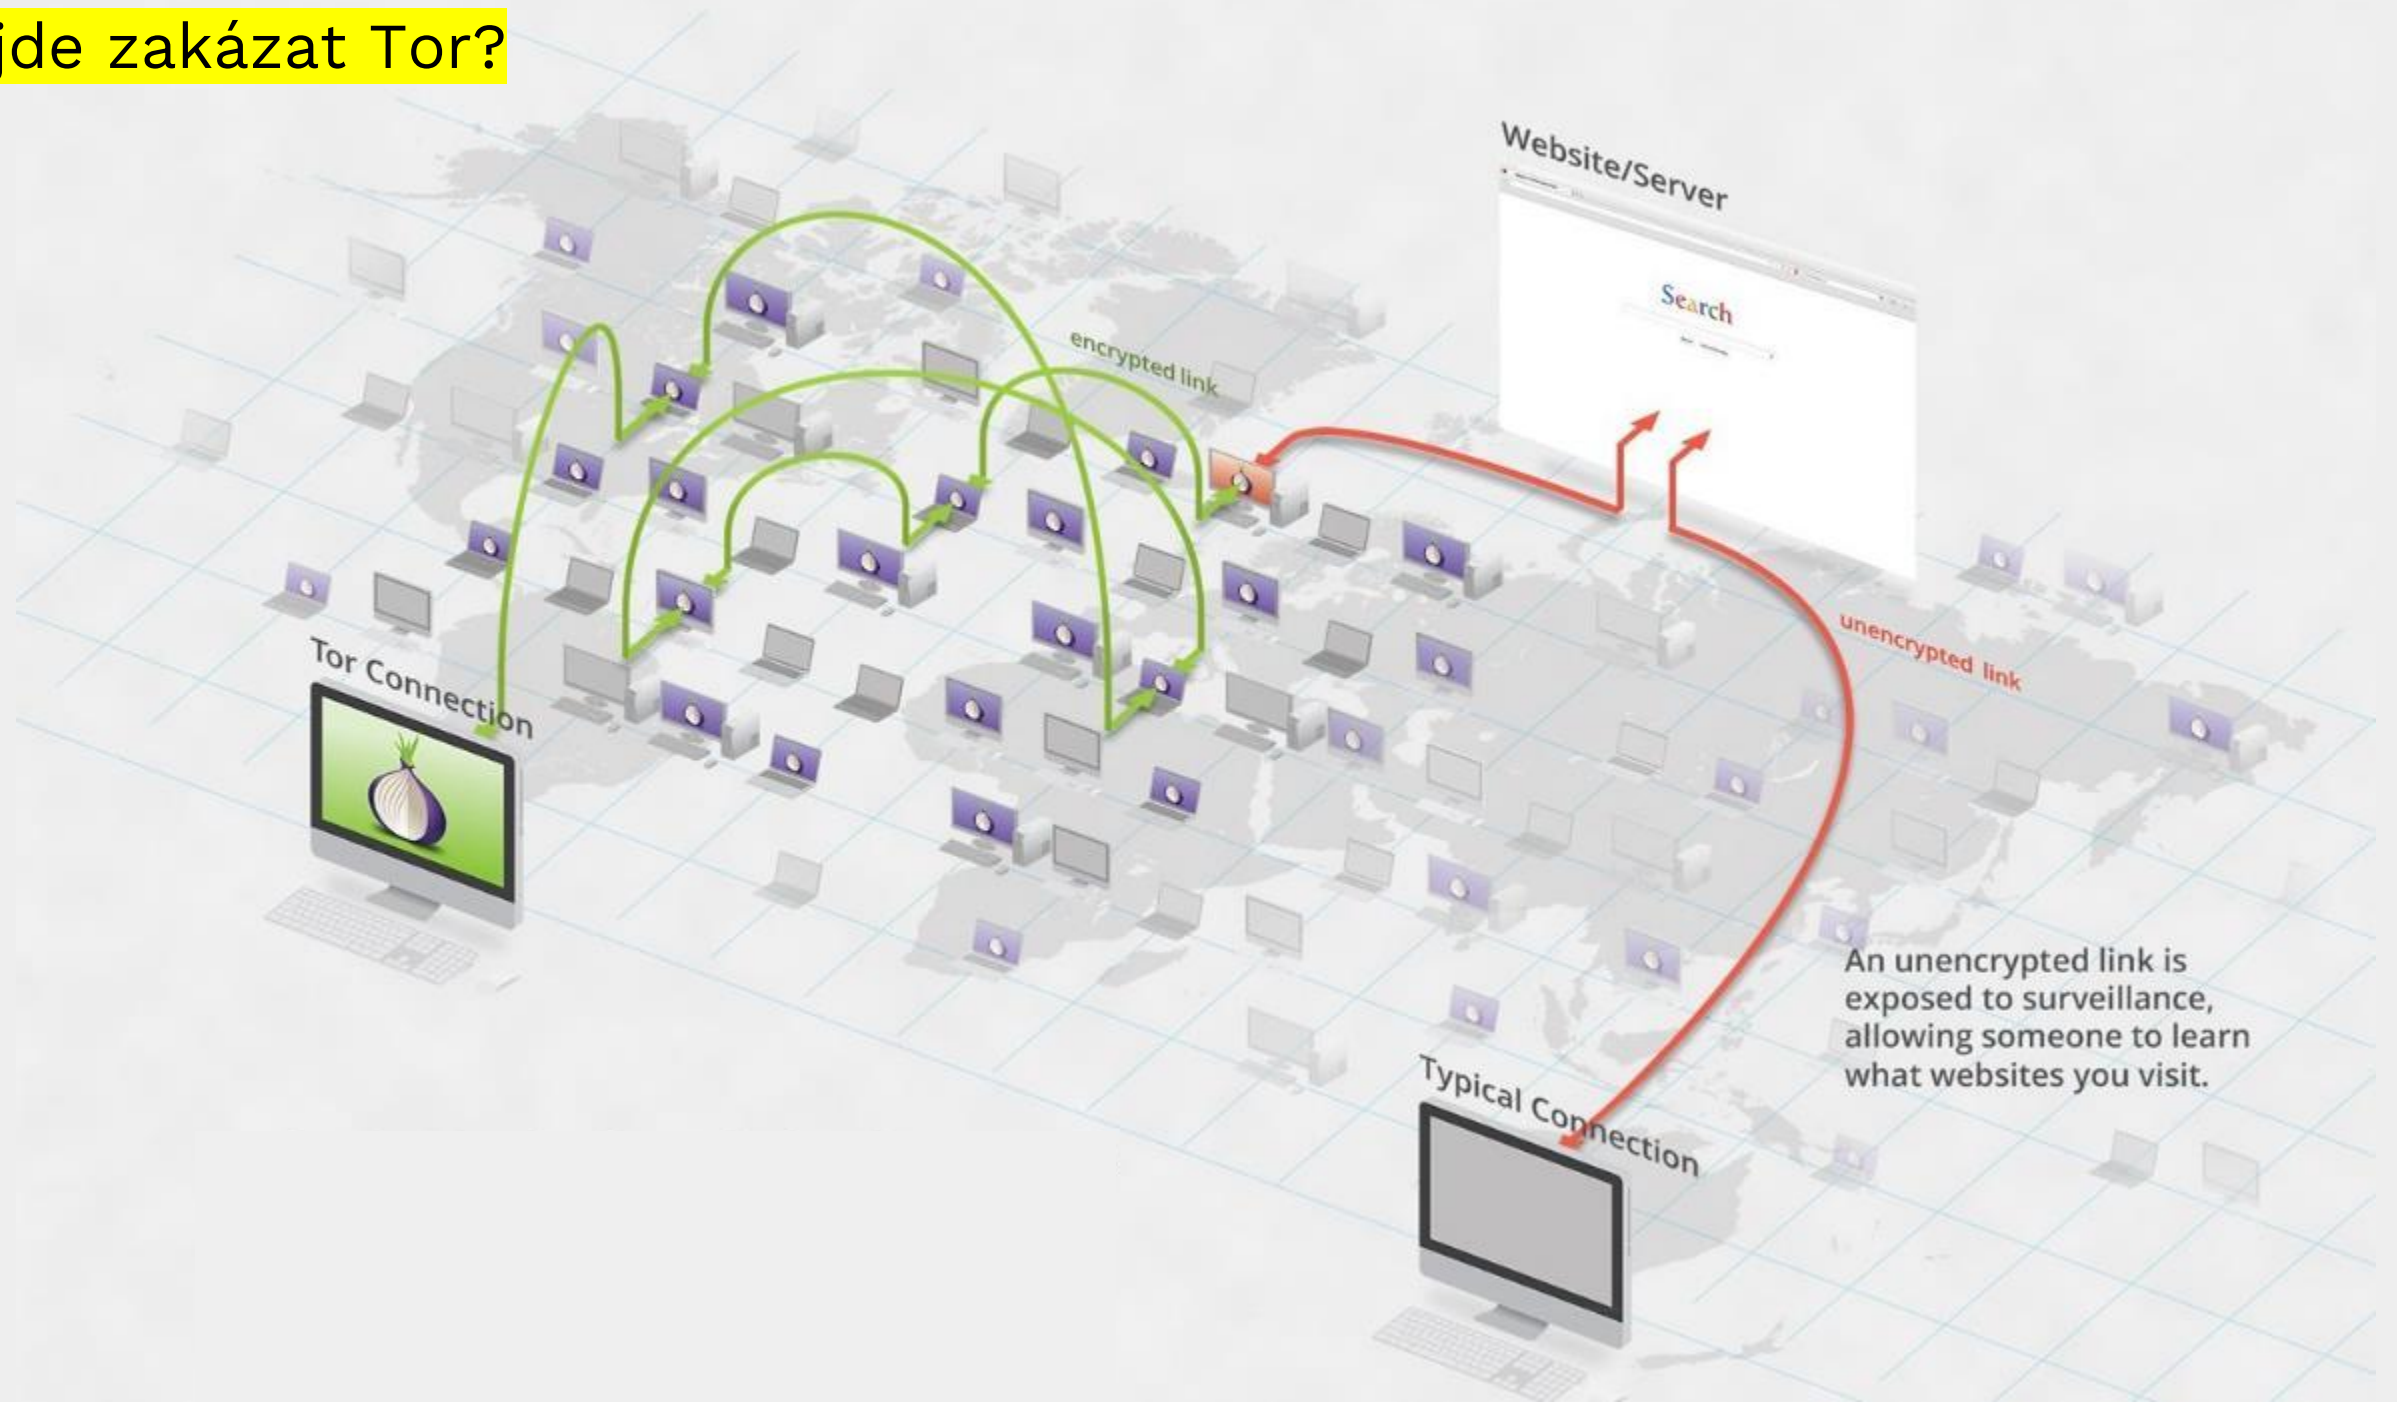 jde zakázat Tor?
Website/Server
Search
encrypted link
unencrypted link
Tor Connection
An unencrypted link is
exposed to surveillance,
allowing someone to learn
what websites you visit.
Typical Connection